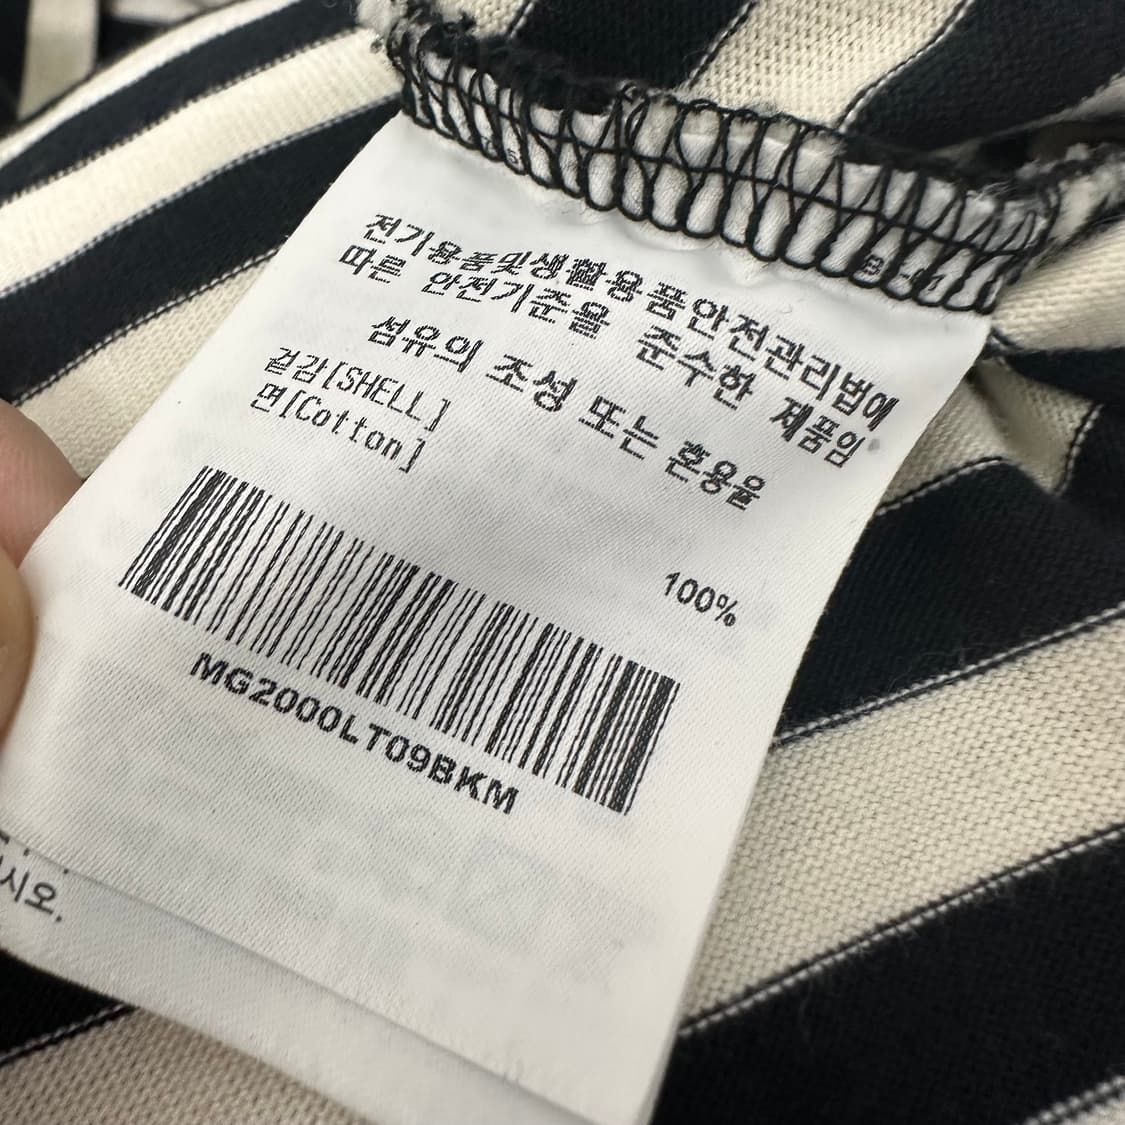 전기용품및생활용품안전관리법에
따른 안전기준을 준수한 제품임
섬유의 조성 또는 혼용율
겉감[SHELL]
면[Cotton]
100%
MG2000LT09BKM
시오.